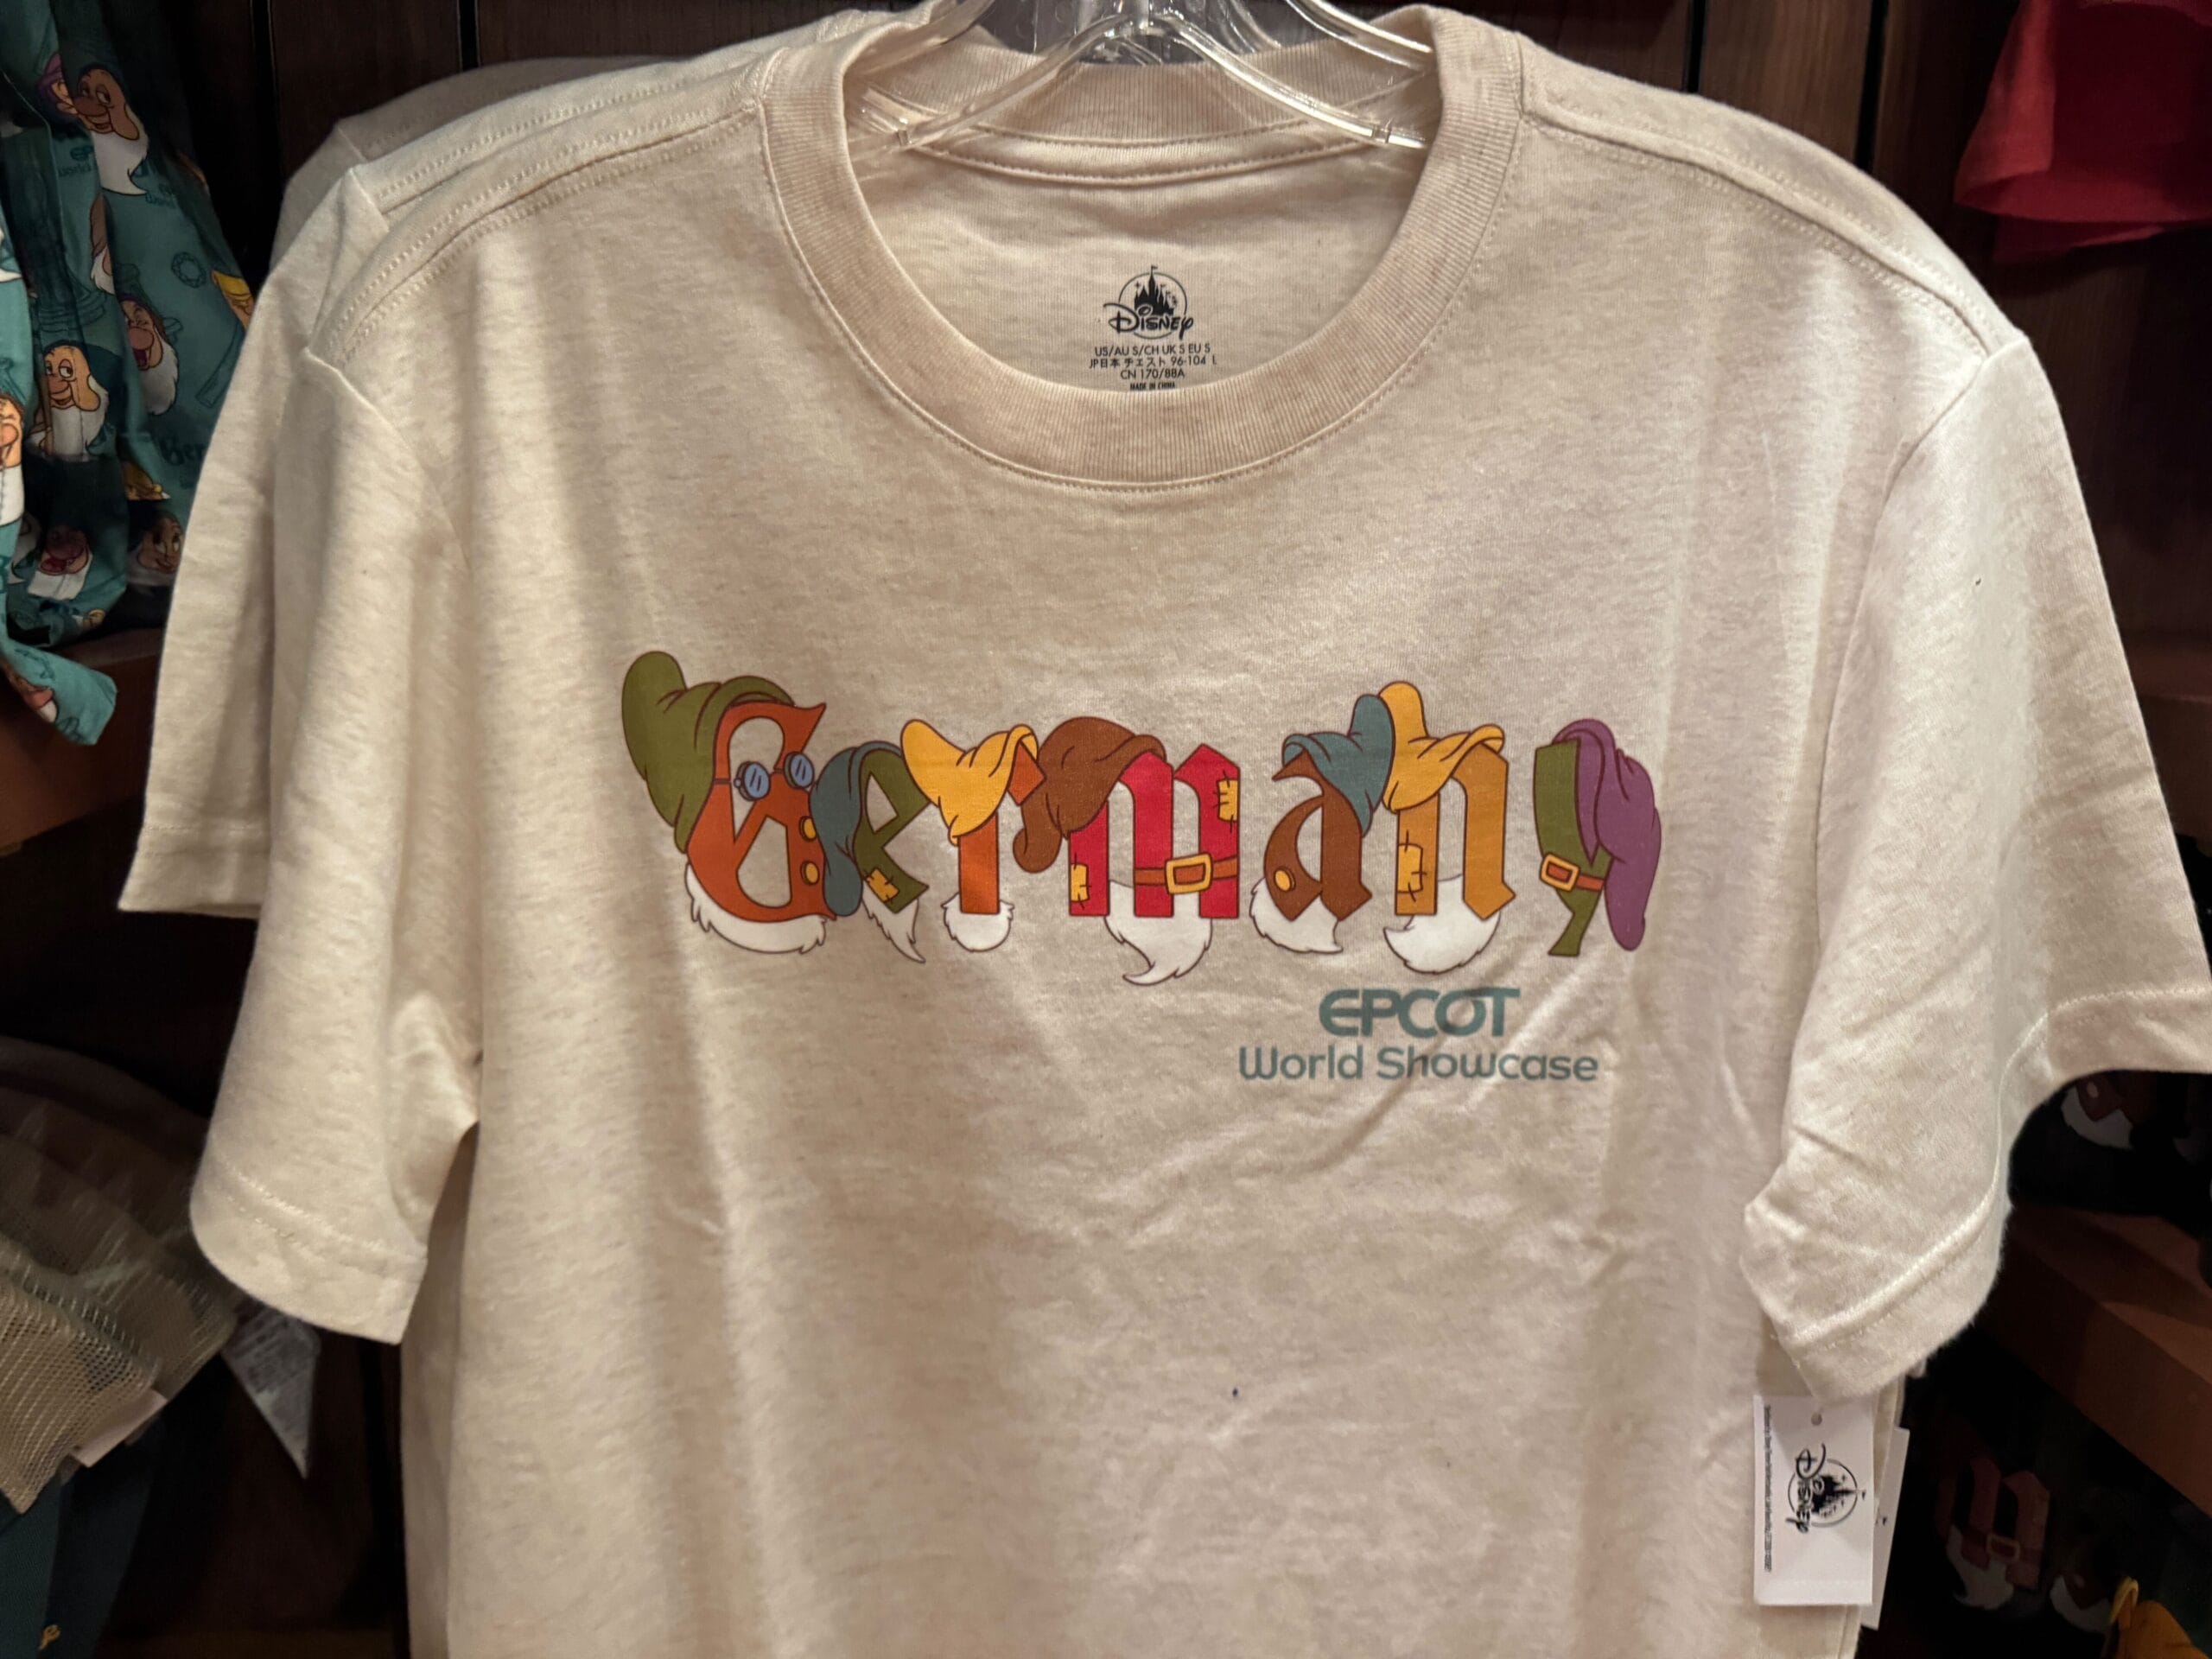 Disney
US/AU S/CH UK S EU S
JP日本 チェスト 96-104 L
CN 170/88A
MADE IN CHINA
Germany
EPCOT
World Showcase
Disney